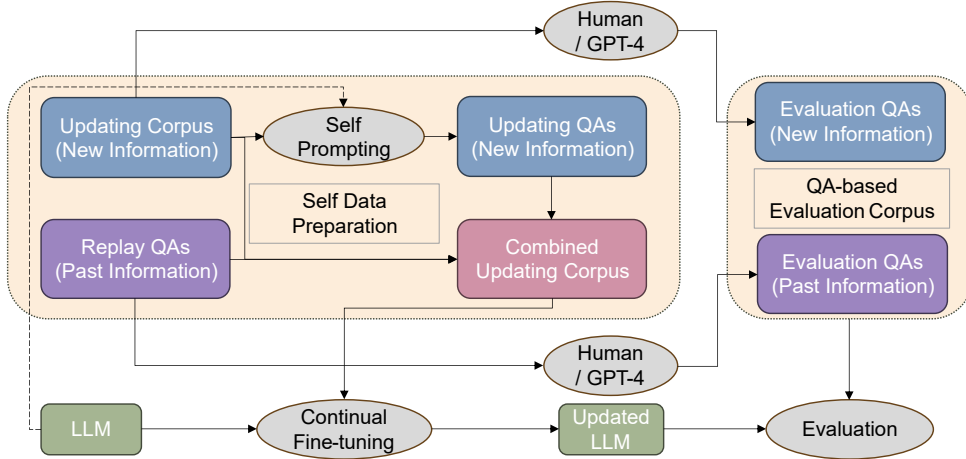 Human
/ GPT-4
Updating Corpus
(New Information)
Self
Prompting
Updating QAs
(New Information)
Evaluation QAs
(New Information)
Self Data
Preparation
QA-based
Evaluation Corpus
Replay QAs
(Past Information)
Combined
Updating Corpus
Evaluation QAs
(Past Information)
Human
/ GPT-4
LLM
Continual
Fine-tuning
Updated
LLM
Evaluation